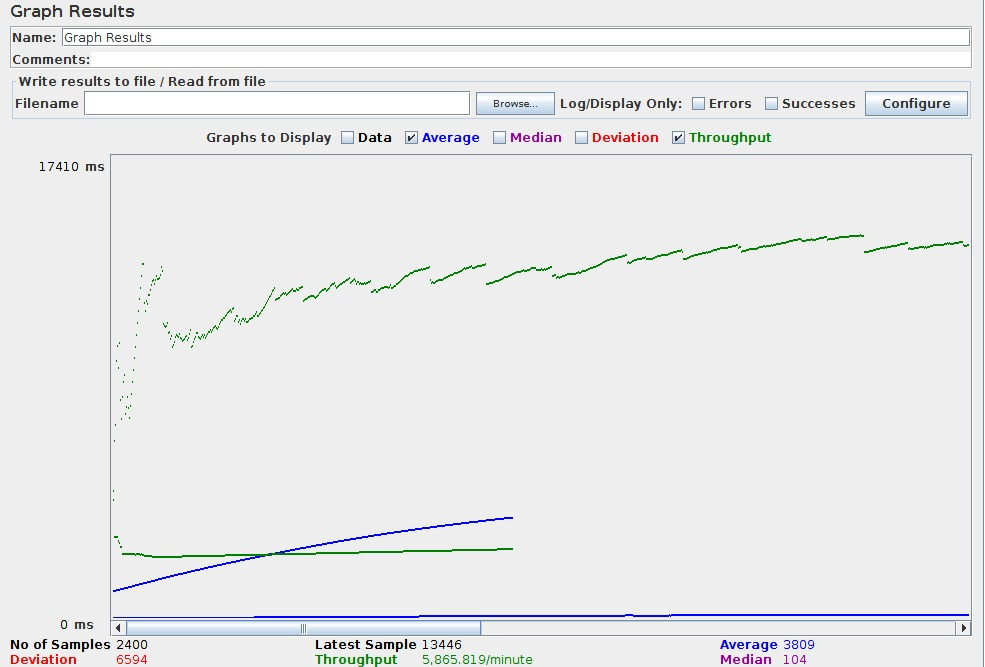 Graph Results
Name: Graph Results
Comments:
Write results to file / Read from file
Filename Browse... Log/Display Only: Errors Successes Configure
Graphs to Display Data Average Median Deviation Throughput
17410 ms
0 ms
No of Samples 2400 Latest Sample 13446 Average 3809
Deviation 6594 Throughput 5,865.819/minute Median 104